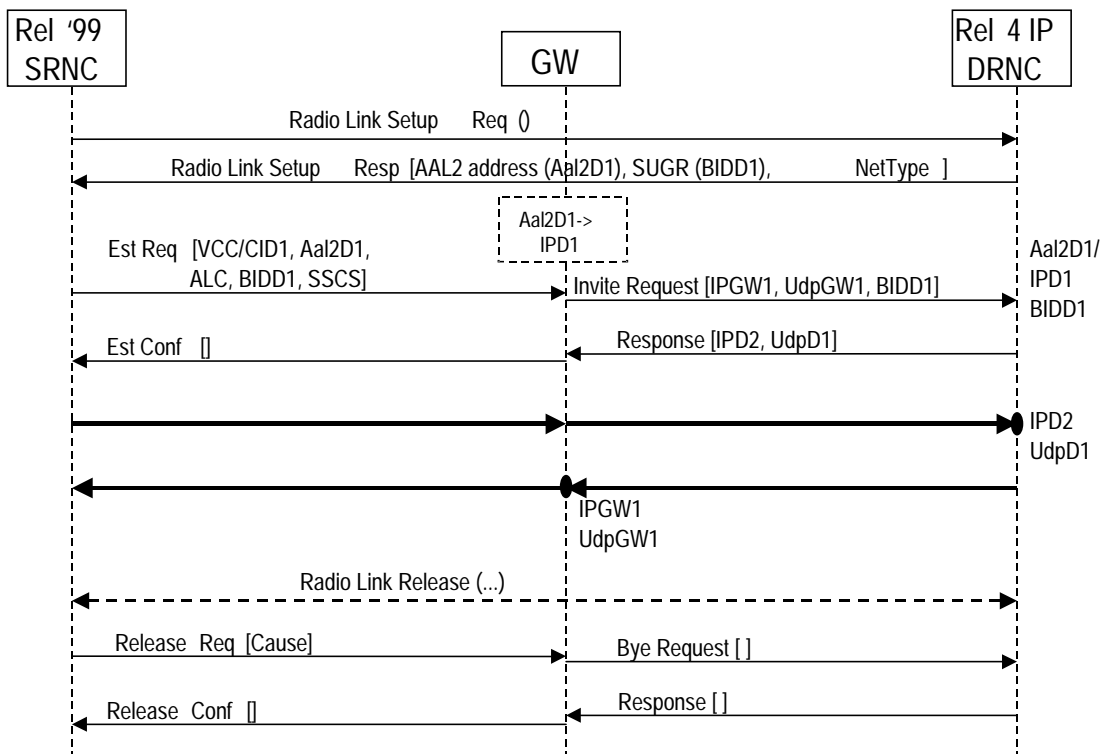 Rel '99
SRNC
GW
Rel 4 IP
DRNC
Radio Link Setup Req ()
Radio Link Setup Resp [AAL2 address (Aal2D1), SUGR (BIDD1), NetType ]
Aal2D1->
IPD1
Est Req [VCC/CID1, Aal2D1,
ALC, BIDD1, SSCS]
Invite Request [IPGW1, UdpGW1, BIDD1]
Aal2D1/
IPD1
BIDD1
Est Conf []
Response [IPD2, UdpD1]
IPD2
UdpD1
IPGW1
UdpGW1
Radio Link Release (...)
Release Req [Cause]
Bye Request [ ]
Release Conf []
Response [ ]